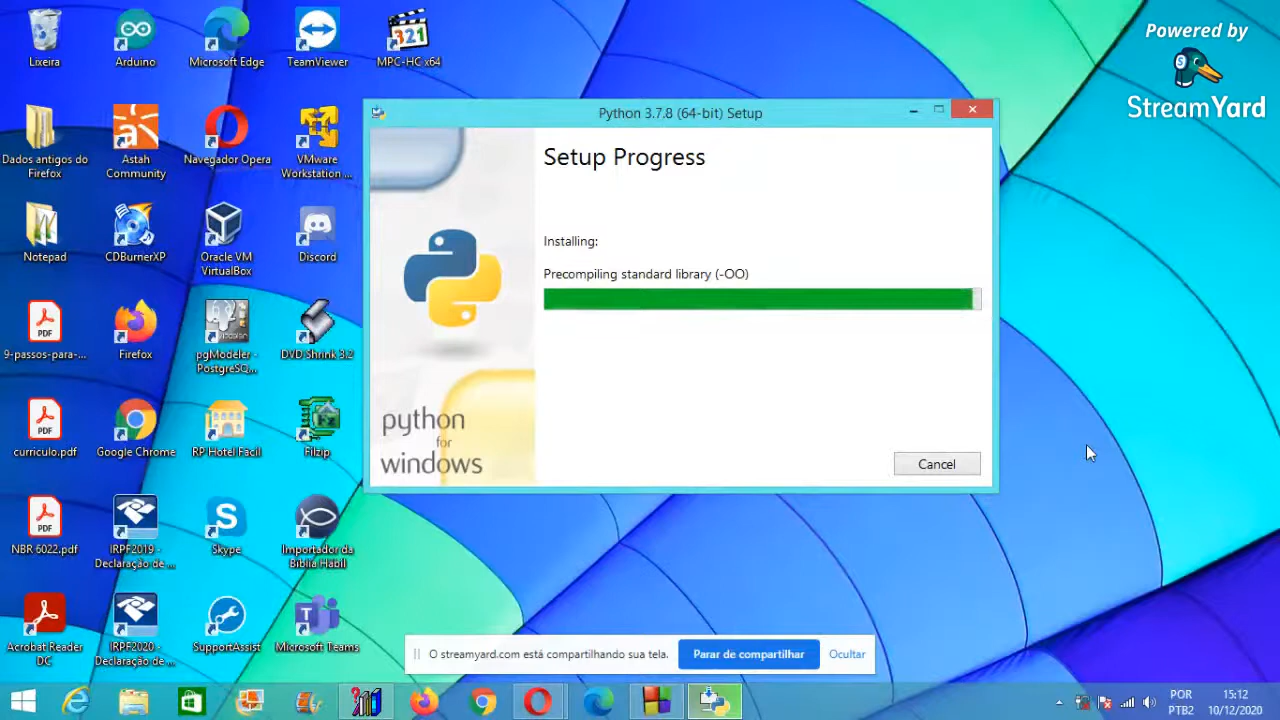 Powered by
StreamYard
Lixeira
Arduino
Microsoft Edge
TeamViewer
MPC-HC x64
Dados antigos do
Firefox
Astah
Community
Navegador Opera
VMware
Workstation ...
Notepad
CDBurnerXP
Oracle VM
VirtualBox
Discord
PDF
9-passos-para-...
Firefox
pgModeler -
PostgreSQ...
DVD Shrink 3.2
PDF
curriculo.pdf
Google Chrome
RP Hotel Facil
Filzip
PDF
NBR 6022.pdf
IRPF2019 -
Declaração de ...
Skype
Importador da
Bíblia Hábil
Acrobat Reader
DC
IRPF2020 -
Declaração de ...
SupportAssist
Microsoft Teams
Python 3.7.8 (64-bit) Setup
Setup Progress
Installing:
Precompiling standard library (-OO)
python
for
windows
Cancel
O streamyard.com está compartilhando sua tela.
Parar de compartilhar
Ocultar
POR
PTB2
15:12
10/12/2020